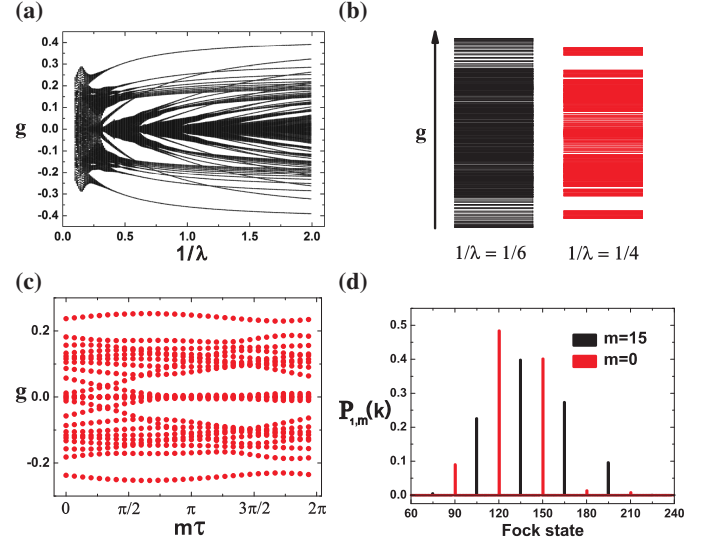 (a)
0.4
0.3
0.2
0.1
0.0
-0.1
-0.2
-0.3
-0.4
g
0.0
0.5
1.0
1.5
2.0
1/λ
(b)
g
1/λ = 1/6
1/λ = 1/4
(c)
0.2
0.0
-0.2
g
0
π/2
π
3π/2
2π
mτ
(d)
0.5
0.4
0.3
0.2
0.1
0.0
P1,m(k)
m=15
m=0
60
90
120
150
180
210
240
Fock state